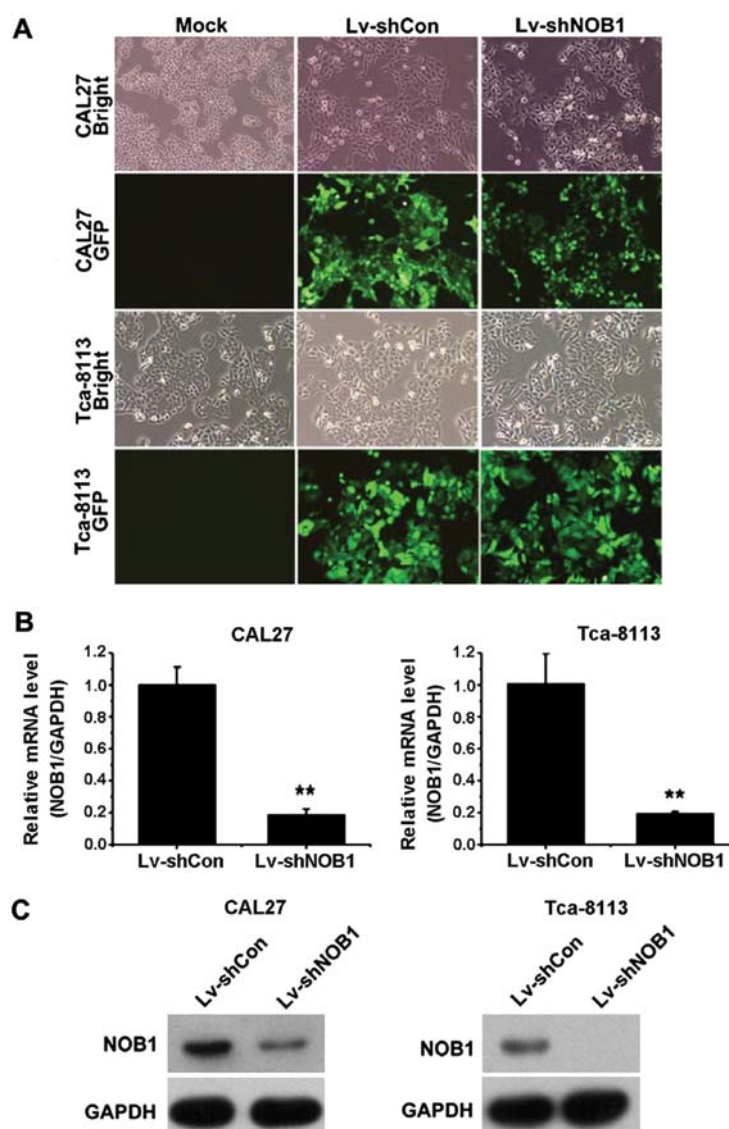 A
Mock
Lv-shCon
Lv-shNOB1
CAL27
Bright
CAL27
GFP
Tca-8113
Bright
Tca-8113
GFP
B
CAL27
Relative mRNA level
(NOB1/GAPDH)
1.2
1.0
0.8
0.6
0.4
0.2
0.0
**
Lv-shCon
Lv-shNOB1
Tca-8113
Relative mRNA level
(NOB1/GAPDH)
1.2
1.0
0.8
0.6
0.4
0.2
0.0
**
Lv-shCon
Lv-shNOB1
C
CAL27
Lv-shCon
Lv-shNOB1
NOB1
GAPDH
Tca-8113
Lv-shCon
Lv-shNOB1
NOB1
GAPDH